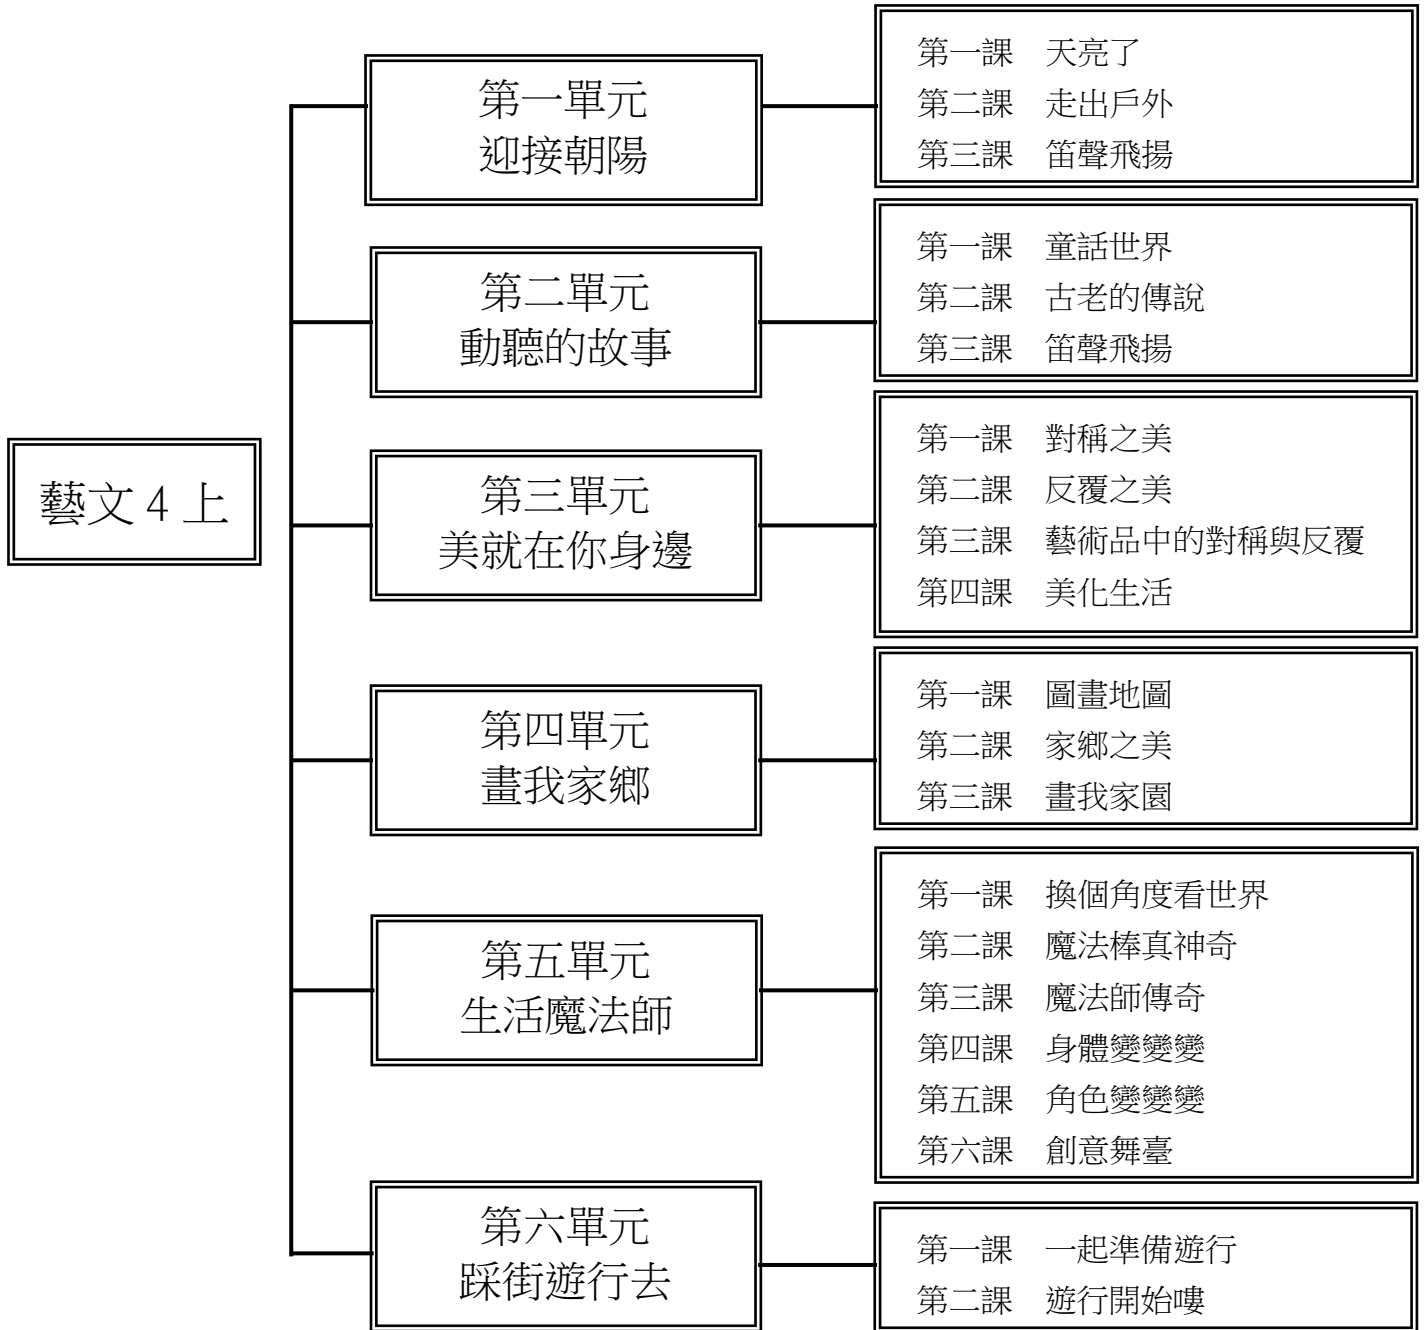 藝文 4 上
第一單元
迎接朝陽
第一課　天亮了
第二課　走出戶外
第三課　笛聲飛揚
第二單元
動聽的故事
第一課　童話世界
第二課　古老的傳說
第三課　笛聲飛揚
第三單元
美就在你身邊
第一課　對稱之美
第二課　反覆之美
第三課　藝術品中的對稱與反覆
第四課　美化生活
第四單元
畫我家鄉
第一課　圖畫地圖
第二課　家鄉之美
第三課　畫我家園
第五單元
生活魔法師
第一課　換個角度看世界
第二課　魔法棒真神奇
第三課　魔法師傳奇
第四課　身體變變變
第五課　角色變變變
第六課　創意舞臺
第六單元
踩街遊行去
第一課　一起準備遊行
第二課　遊行開始嘍